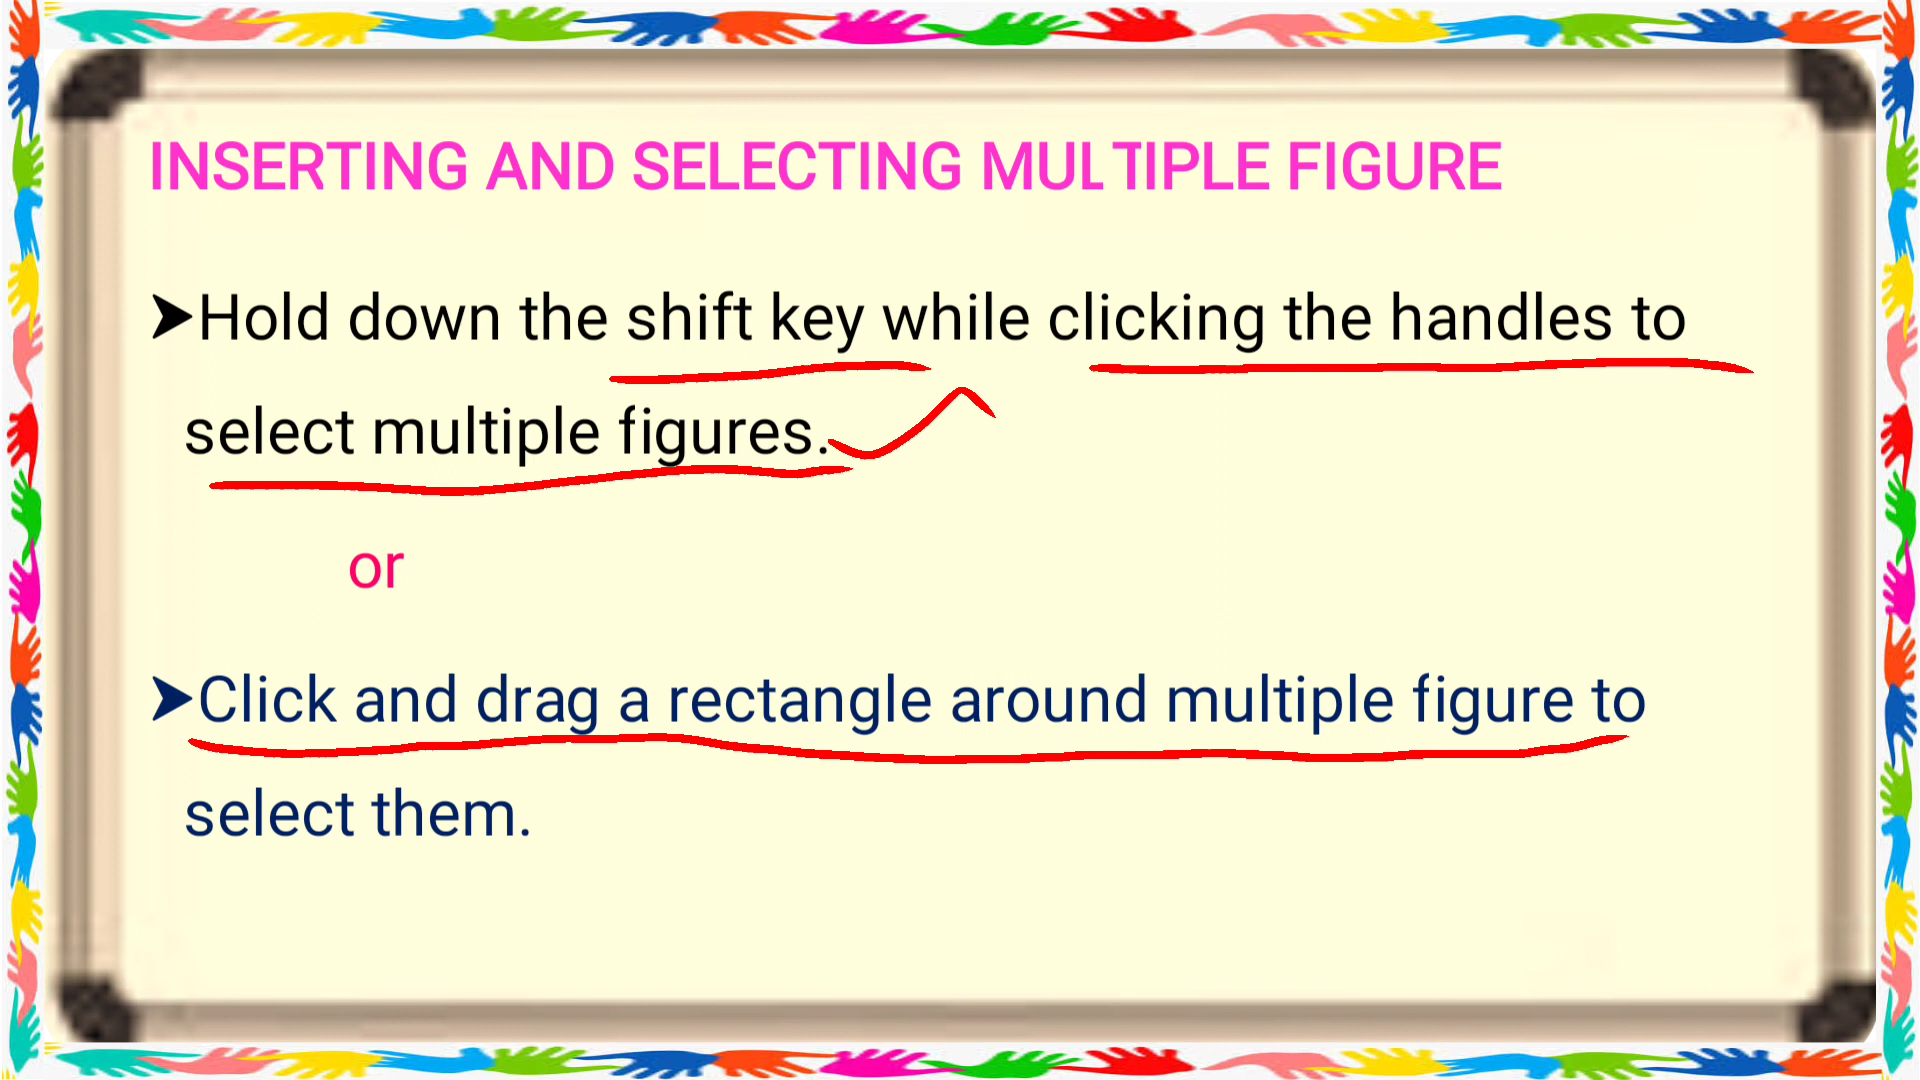 INSERTING AND SELECTING MULTIPLE FIGURE
➤Hold down the shift key while clicking the handles to
select multiple figures.
or
➤Click and drag a rectangle around multiple figure to
select them.